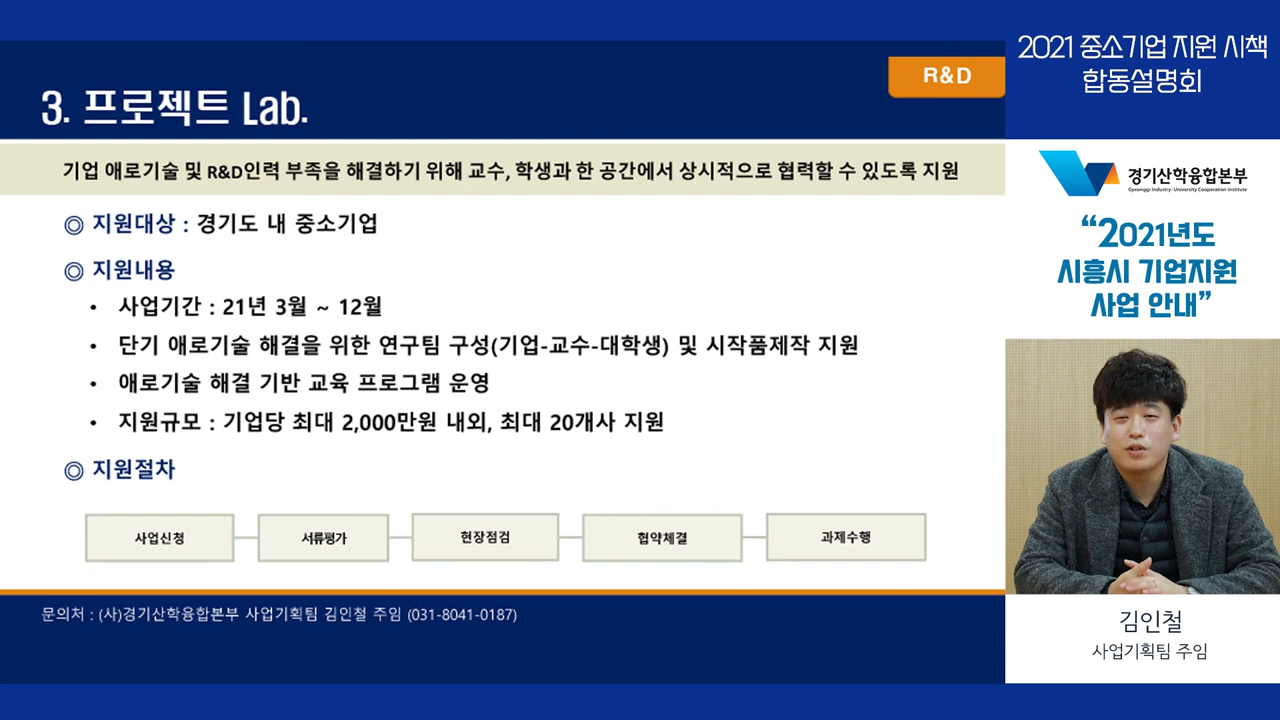 2021 중소기업 지원 시책
합동설명회
R&D
3. 프로젝트 Lab.
기업 애로기술 및 R&D인력 부족을 해결하기 위해 교수, 학생과 한 공간에서 상시적으로 협력할 수 있도록 지원
◎ 지원대상 : 경기도 내 중소기업
◎ 지원내용
• 사업기간 : 21년 3월 ~ 12월
• 단기 애로기술 해결을 위한 연구팀 구성(기업-교수-대학생) 및 시작품제작 지원
• 애로기술 해결 기반 교육 프로그램 운영
• 지원규모 : 기업당 최대 2,000만원 내외, 최대 20개사 지원
◎ 지원절차
사업신청
서류평가
현장점검
협약체결
과제수행
문의처 : (사)경기산학융합본부 사업기획팀 김인철 주임 (031-8041-0187)
경기산학융합본부
Gyeonggi Industry-University Cooperation Institute
“2021년도
시흥시 기업지원
사업 안내”
김인철
사업기획팀 주임